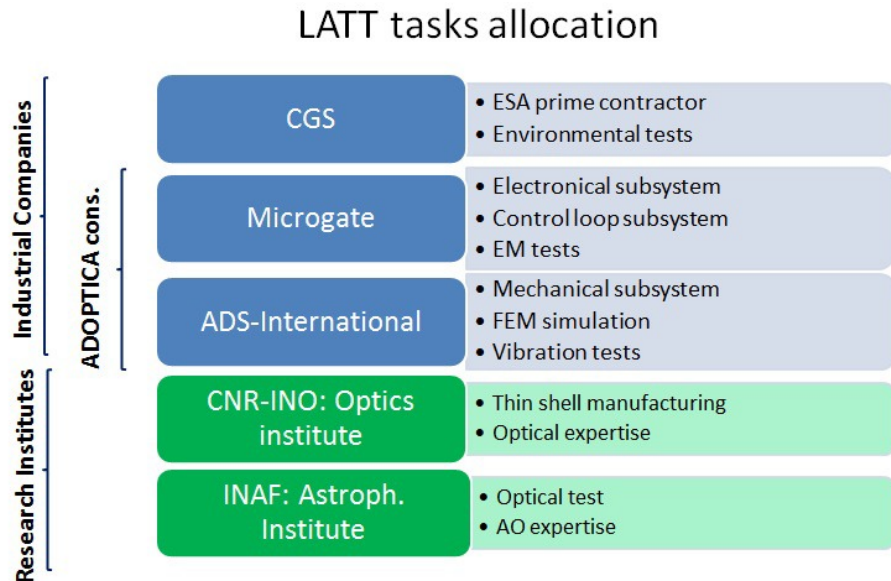 LATT tasks allocation
Industrial Companies
ADOPTICA cons.
CGS
• ESA prime contractor
• Environmental tests
Microgate
• Electronical subsystem
• Control loop subsystem
• EM tests
ADS-International
• Mechanical subsystem
• FEM simulation
• Vibration tests
Research Institutes
CNR-INO: Optics
institute
• Thin shell manufacturing
• Optical expertise
INAF: Astroph.
Institute
• Optical test
• AO expertise